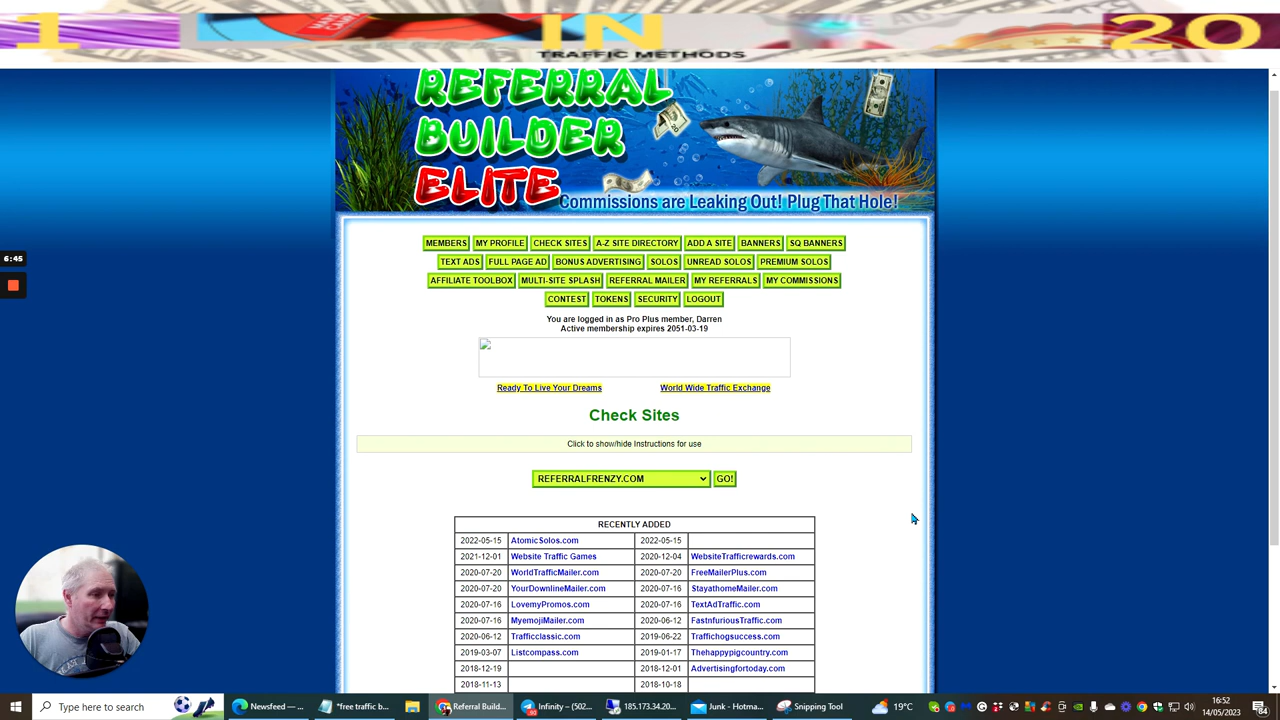 1 IN 20
TRAFFIC METHODS
REFERRAL
BUILDER
ELITE
Commissions are Leaking Out! Plug That Hole!
MEMBERS MY PROFILE CHECK SITES A-Z SITE DIRECTORY ADD A SITE BANNERS SQ BANNERS
TEXT ADS FULL PAGE AD BONUS ADVERTISING SOLOS UNREAD SOLOS PREMIUM SOLOS
AFFILIATE TOOLBOX MULTI-SITE SPLASH REFERRAL MAILER MY REFERRALS MY COMMISSIONS
CONTEST TOKENS SECURITY LOGOUT
6:45
You are logged in as Pro Plus member, Darren
Active membership expires 2051-03-19
Ready To Live Your Dreams World Wide Traffic Exchange
Check Sites
Click to show/hide Instructions for use
REFERRALFRENZY.COM GO!
RECENTLY ADDED
2022-05-15 AtomicSolos.com 2022-05-15
2021-12-01 Website Traffic Games 2020-12-04 WebsiteTrafficrewards.com
2020-07-20 WorldTrafficMailer.com 2020-07-20 FreeMailerPlus.com
2020-07-20 YourDownlineMailer.com 2020-07-16 StayathomeMailer.com
2020-07-16 LovemyPromos.com 2020-07-16 TextAdTraffic.com
2020-07-16 MyemojiMailer.com 2020-06-12 FastnfuriousTraffic.com
2020-06-12 Trafficclassic.com 2019-06-22 Traffichogsuccess.com
2019-03-07 Listcompass.com 2019-01-17 Thehappypigcountry.com
2018-12-19 2018-12-01 Advertisingfortoday.com
2018-11-13 2018-10-18
Type here to search Newsfeed — ... *free traffic b... Referral Build... Infinity – (502... 185.173.34.20... Junk - Hotma... Snipping Tool 19°C 16:52
14/05/2023